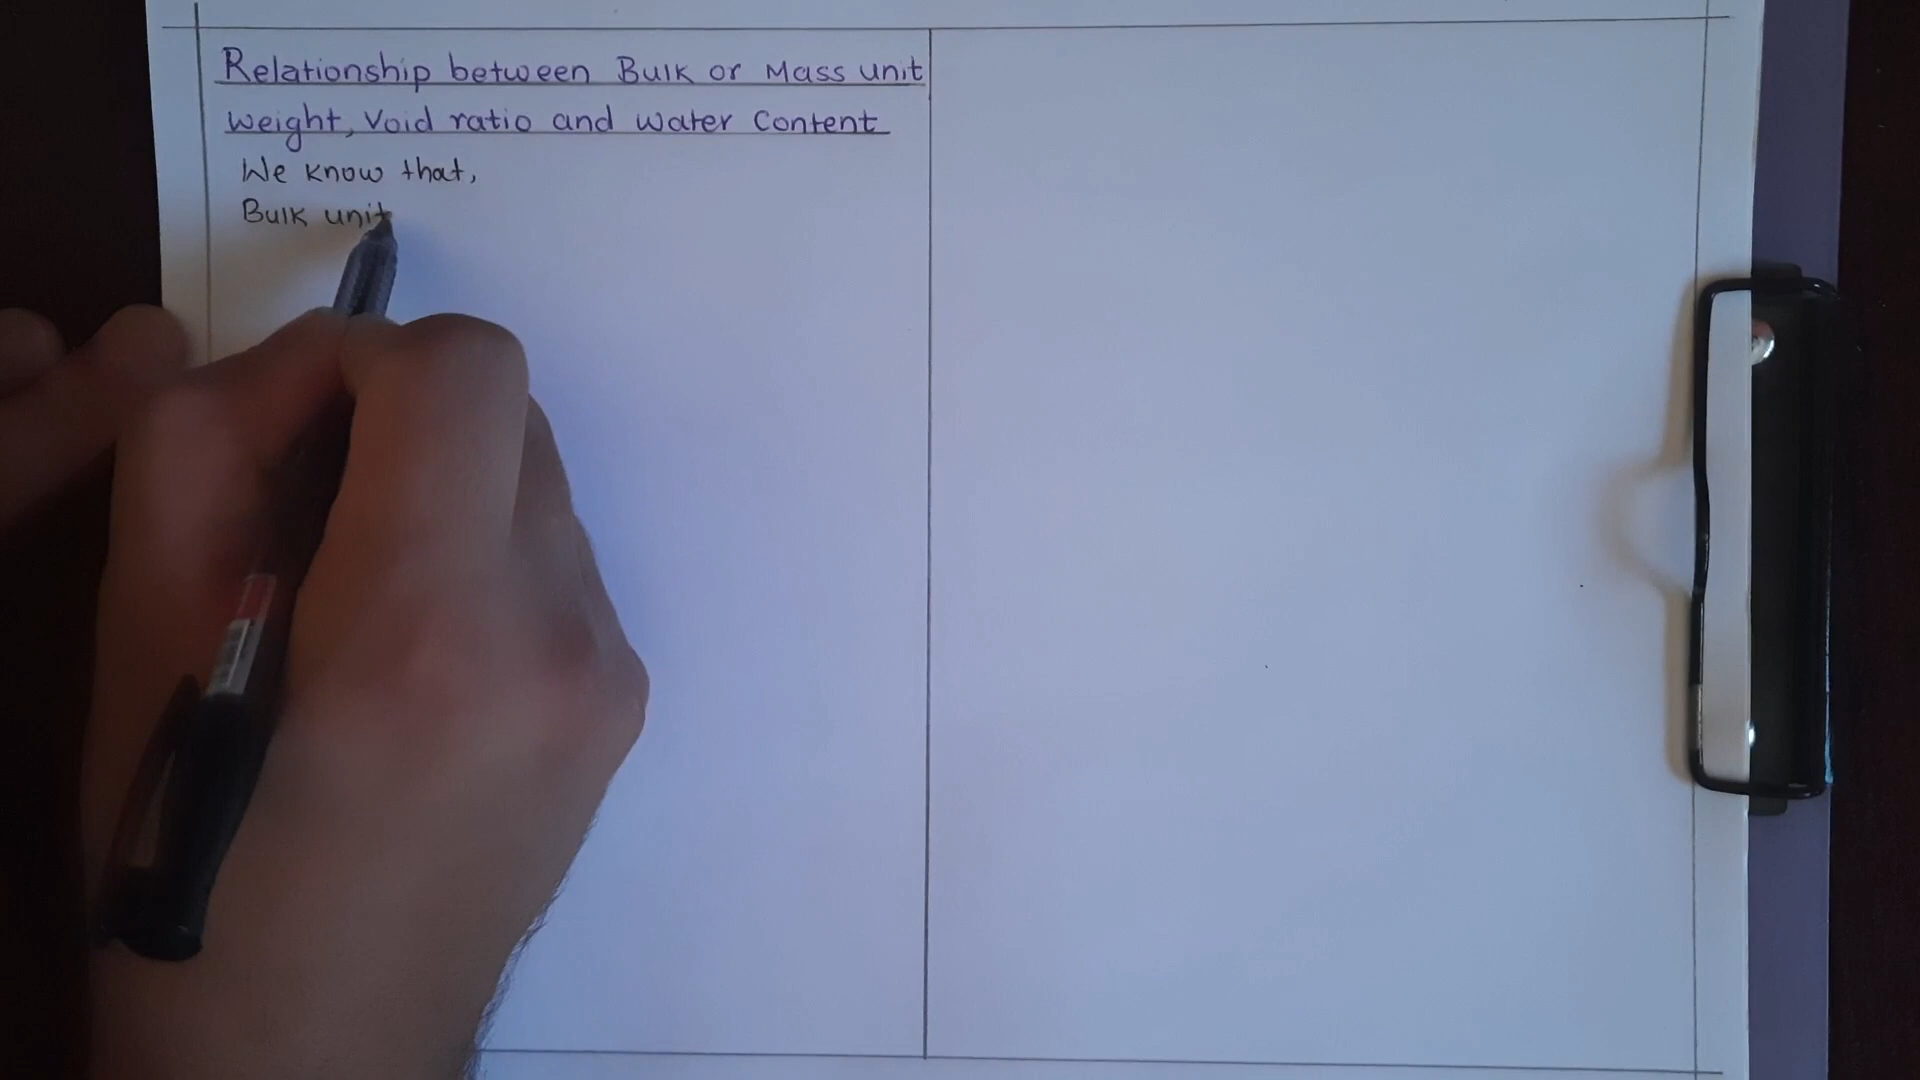 Relationship between Bulk or Mass unit
weight, Void ratio and water Content
We know that,
Bulk unit